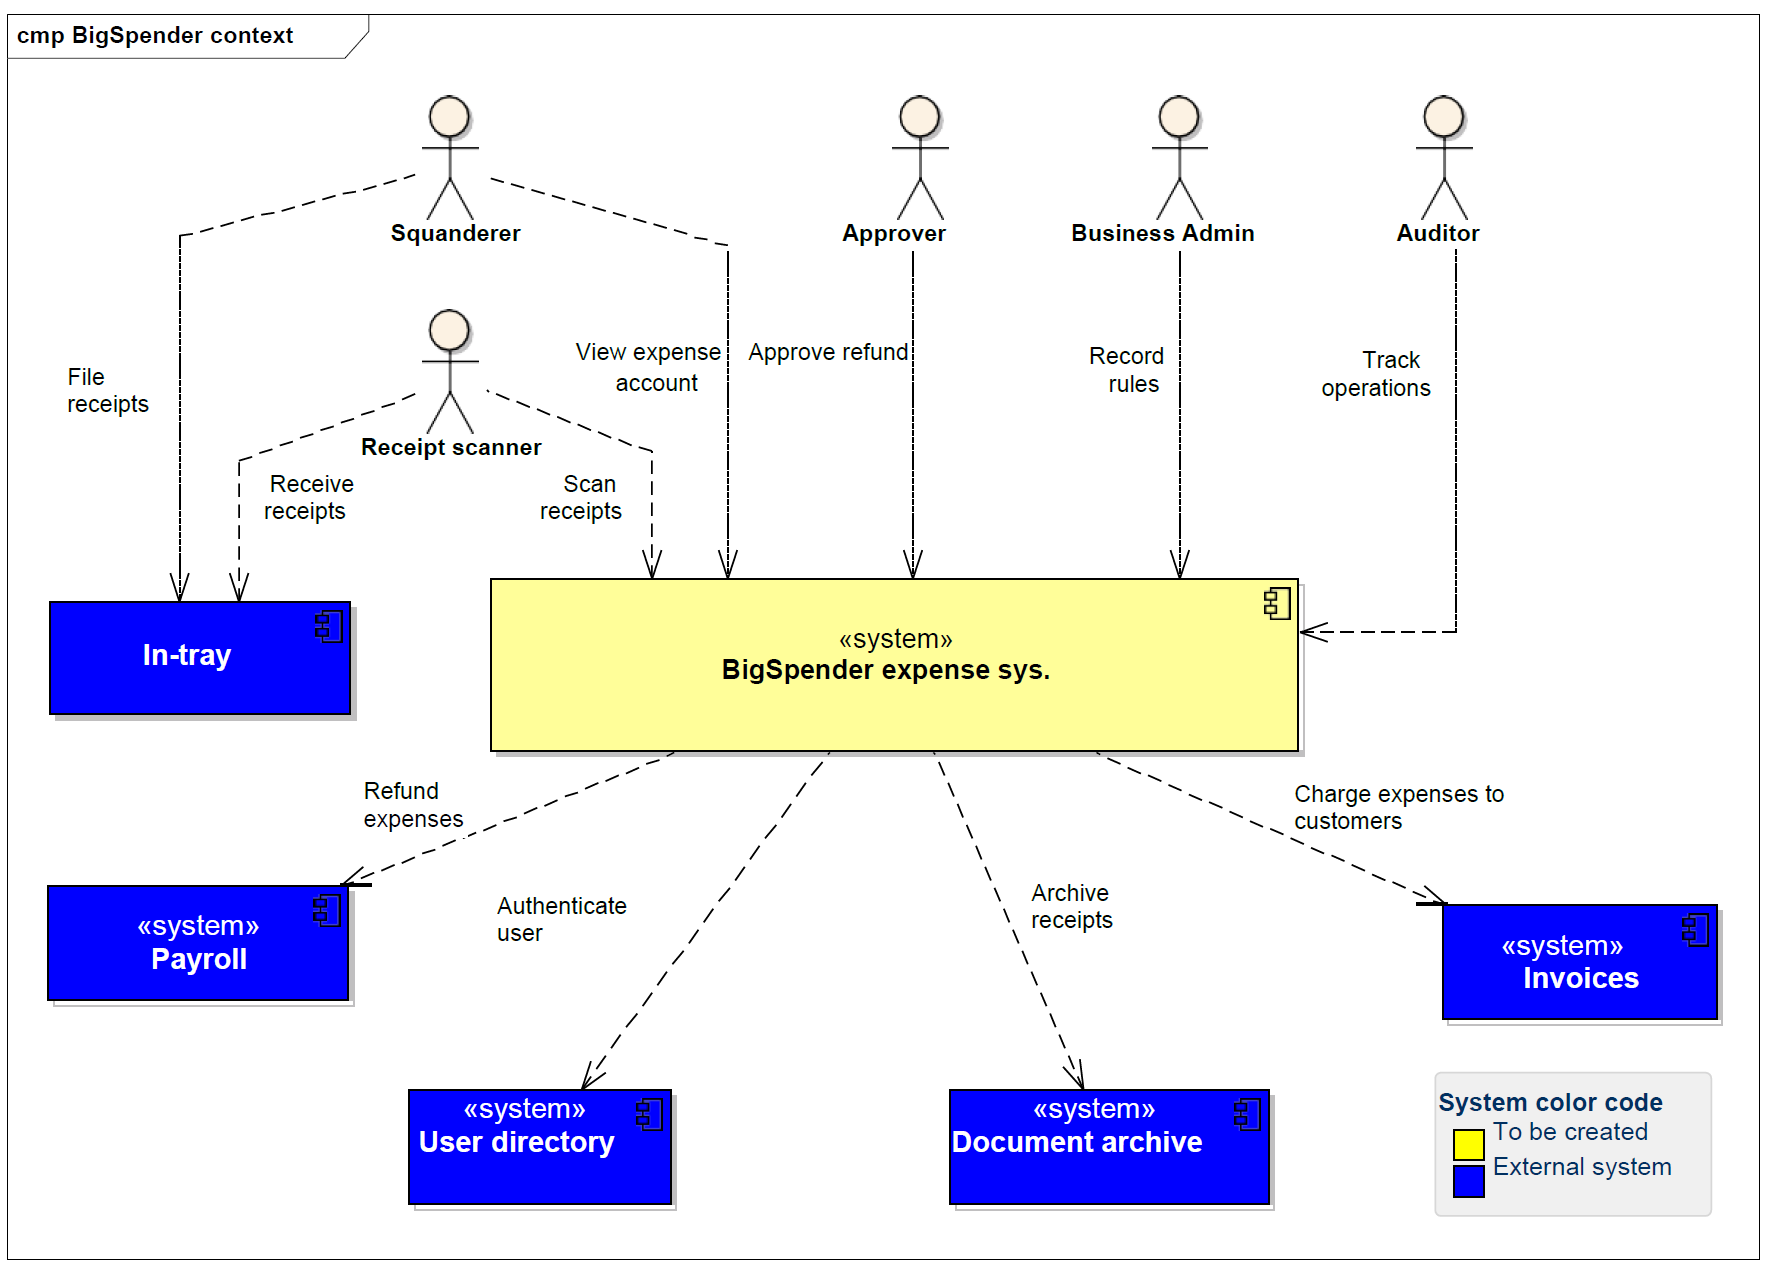 cmp BigSpender context
Squanderer
Approver
Business Admin
Auditor
File
receipts
View expense
account
Approve refund
Record
rules
Track
operations
Receipt scanner
Receive
receipts
Scan
receipts
In-tray
«system»
BigSpender expense sys.
Refund
expenses
Charge expenses to
customers
Authenticate
user
Archive
receipts
«system»
Payroll
«system»
Invoices
«system»
User directory
«system»
Document archive
System color code
To be created
External system